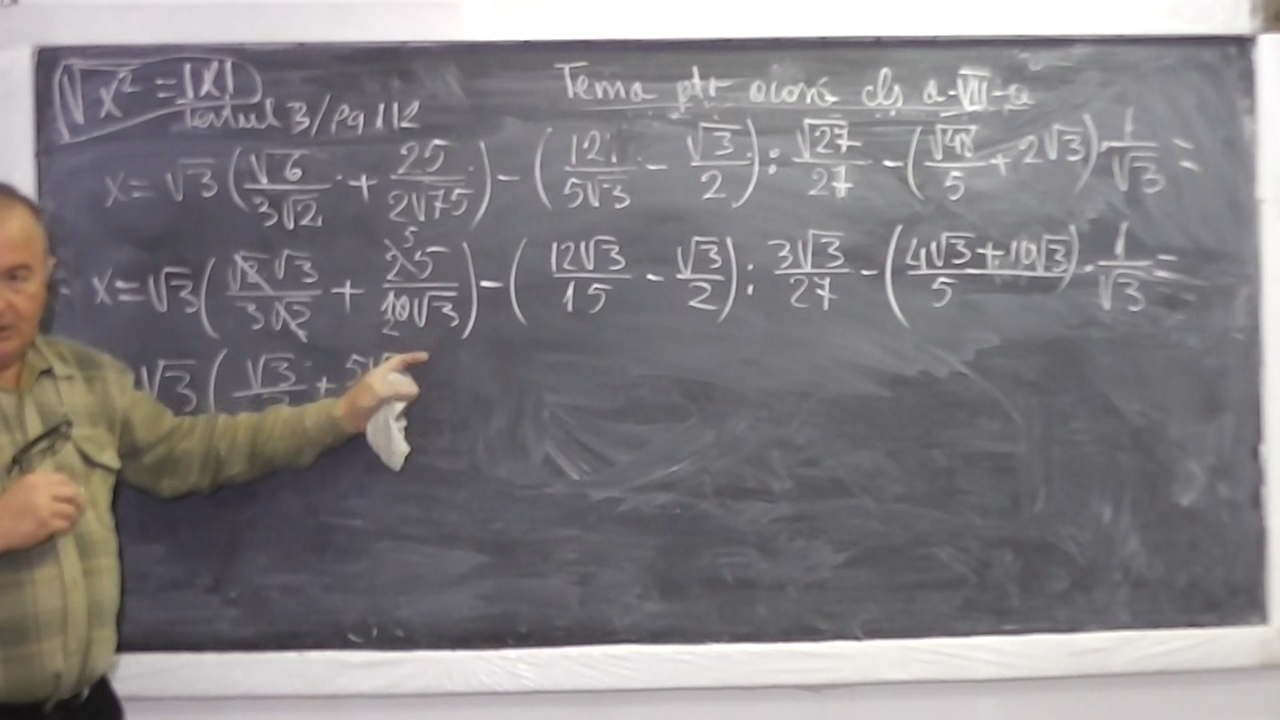 √x² = |x|
Testul 3/pg 112
Tema ptr acasă cls a-VII-a
x = √3 (√6/3√2 + 25/2√75) - (12/5√3 - √3/2) : √27/27 - (√48/5 + 2√3) · 1/√3 =
= x = √3 (√2 √3/3√2 + 25/10√3) - (12√3/15 - √3/2) : 3√3/27 - (4√3 + 10√3/5) · 1/√3 =
√3 (√3/3 + 5√